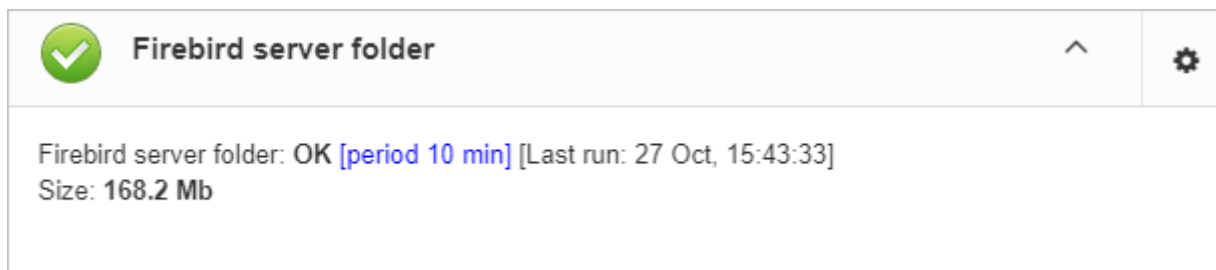 Firebird server folder
Firebird server folder: OK [period 10 min] [Last run: 27 Oct, 15:43:33]
Size: 168.2 Mb